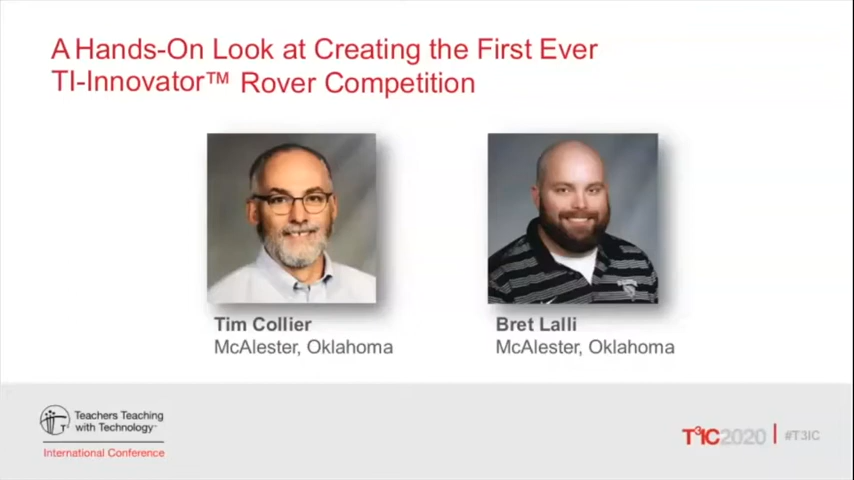 A Hands-On Look at Creating the First Ever
TI-Innovator™ Rover Competition
Tim Collier
McAlester, Oklahoma
Bret Lalli
McAlester, Oklahoma
Teachers Teaching
with Technology™
International Conference
T³IC2020 | #T3IC